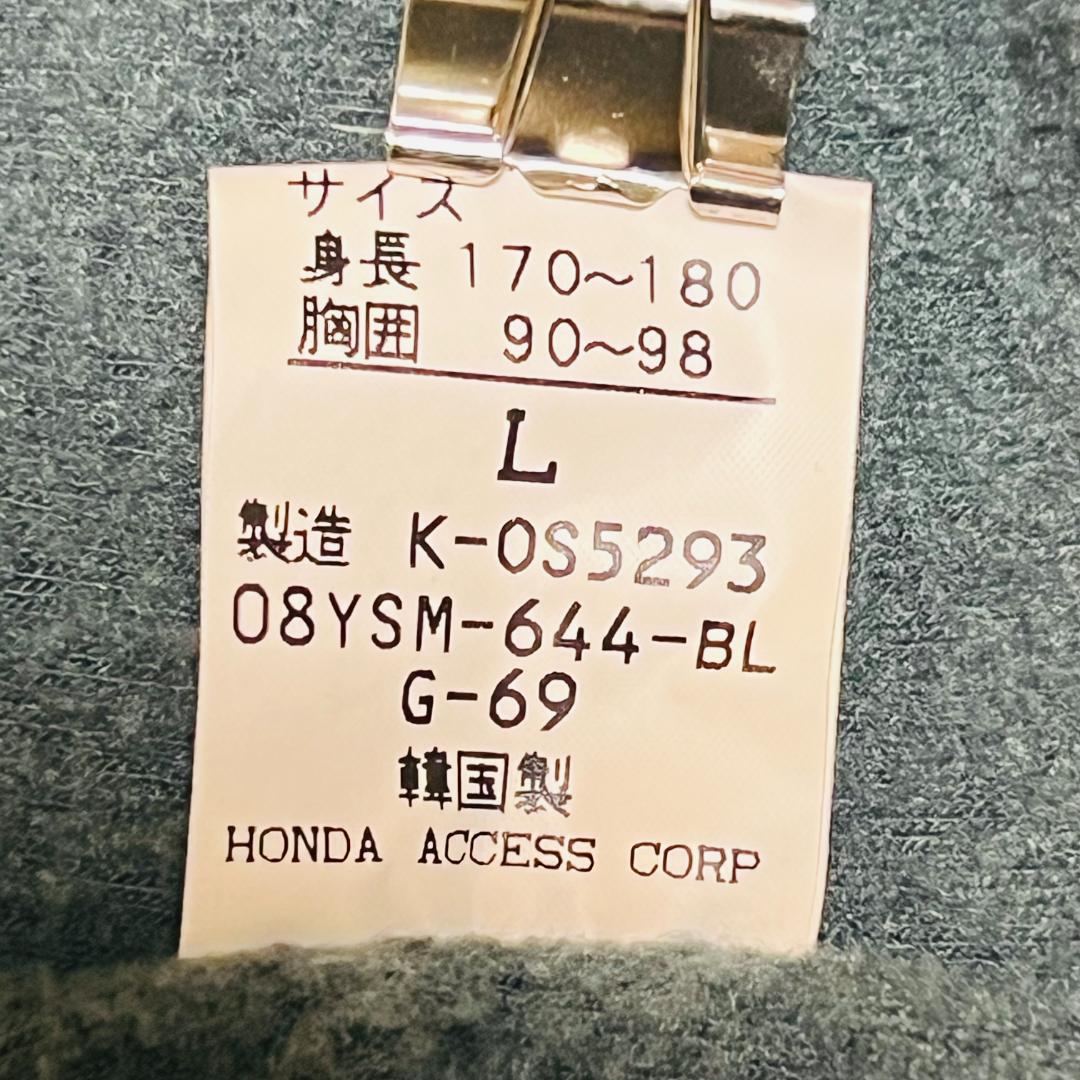 サイズ
身長 170～180
胸囲 90～98
L
製造 K-OS5293
08YSM-644-BL
G-69
韓国製
HONDA ACCESS CORP